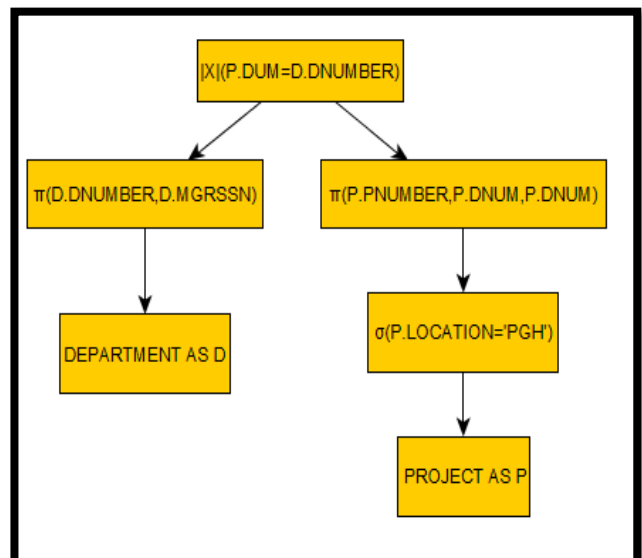 |X|(P.DUM=D.DNUMBER)
π(D.DNUMBER,D.MGRSSN)
π(P.PNUMBER,P.DNUM,P.DNUM)
DEPARTMENT AS D
σ(P.LOCATION='PGH')
PROJECT AS P